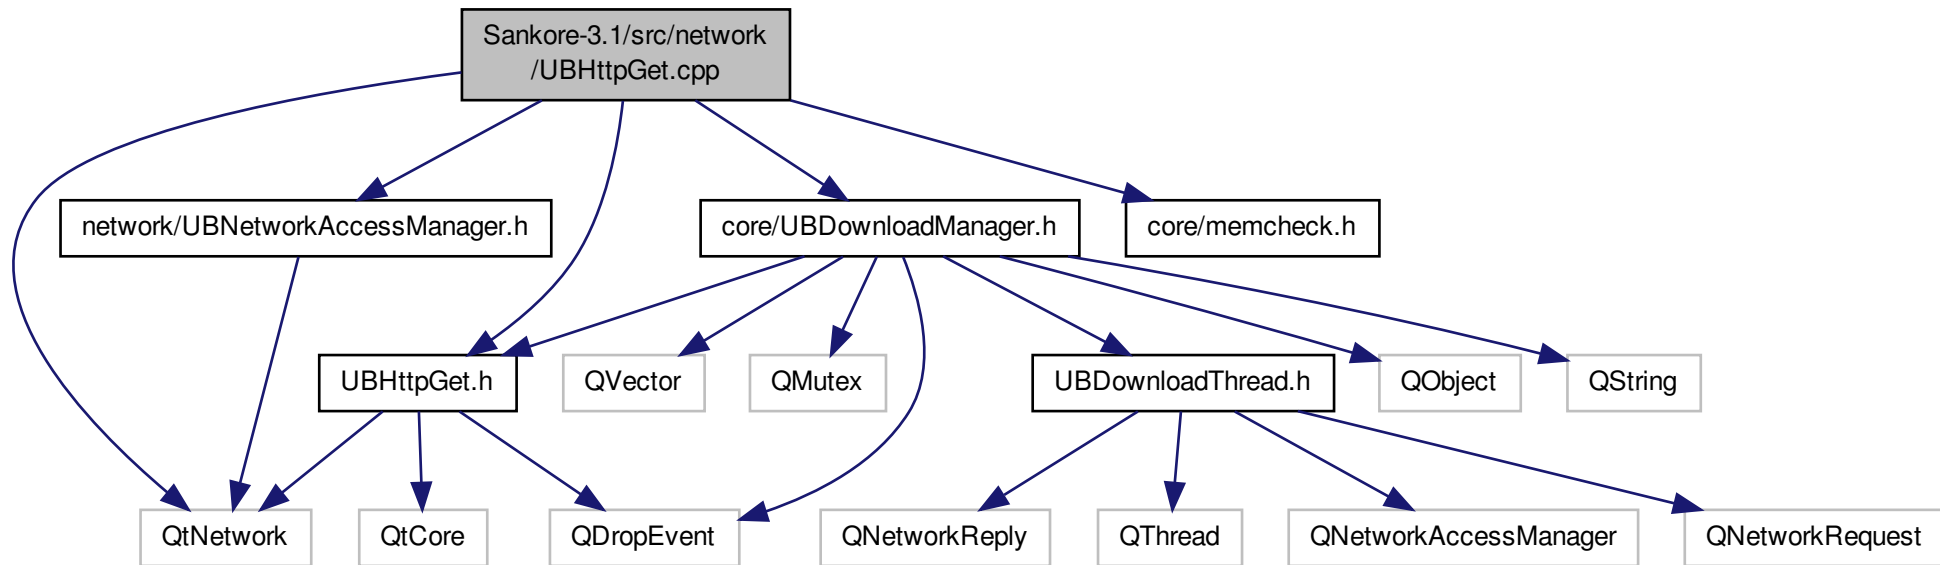 Sankore-3.1/src/network
/UBHttpGet.cpp
network/UBNetworkAccessManager.h
core/UBDownloadManager.h
core/memcheck.h
UBHttpGet.h
QVector
QMutex
UBDownloadThread.h
QObject
QString
QtNetwork
QtCore
QDropEvent
QNetworkReply
QThread
QNetworkAccessManager
QNetworkRequest